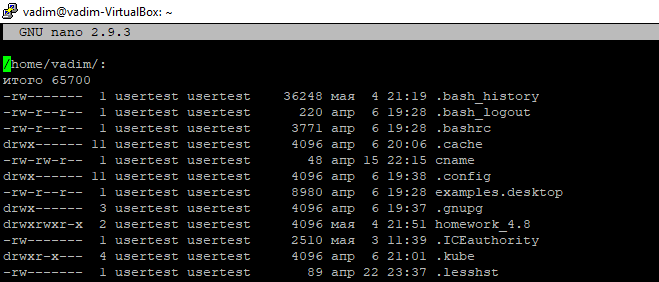 vadim@vadim-VirtualBox: ~
GNU nano 2.9.3
/home/vadim/:
итого 65700
-rw------- 1 usertest usertest 36248 мая 4 21:19 .bash_history
-rw-r--r-- 1 usertest usertest 220 апр 6 19:28 .bash_logout
-rw-r--r-- 1 usertest usertest 3771 апр 6 19:28 .bashrc
drwx------ 11 usertest usertest 4096 апр 6 20:06 .cache
-rw-rw-r-- 1 usertest usertest 48 апр 15 22:15 cname
drwx------ 11 usertest usertest 4096 апр 6 19:38 .config
-rw-r--r-- 1 usertest usertest 8980 апр 6 19:28 examples.desktop
drwx------ 3 usertest usertest 4096 апр 6 19:37 .gnupg
drwxrwxr-x 2 usertest usertest 4096 мая 4 21:51 homework_4.8
-rw------- 1 usertest usertest 2510 мая 3 11:39 .ICEauthority
drwxr-x--- 4 usertest usertest 4096 апр 6 21:01 .kube
-rw------- 1 usertest usertest 89 апр 22 23:37 .lesshst